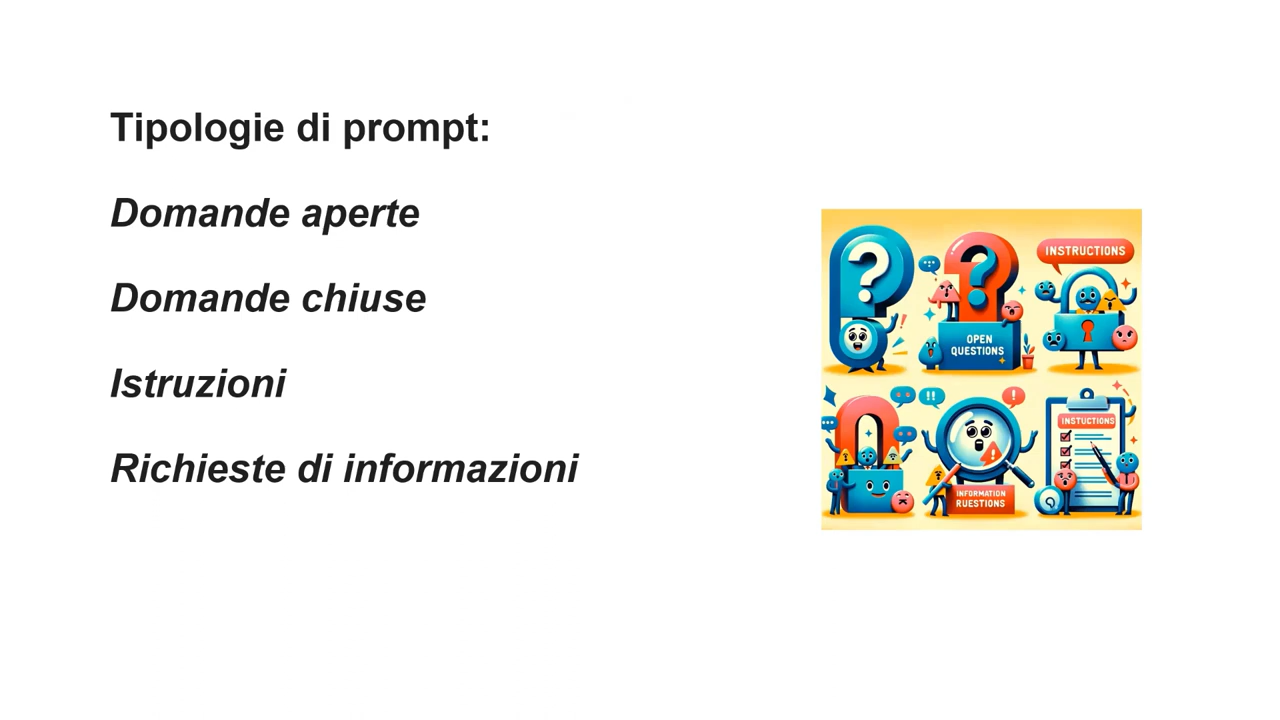 Tipologie di prompt:
Domande aperte
Domande chiuse
Istruzioni
Richieste di informazioni
INSTRUCTIONS
OPEN
QUESTIONS
INSTUCTIONS
INFORMATION
RUESTIONS